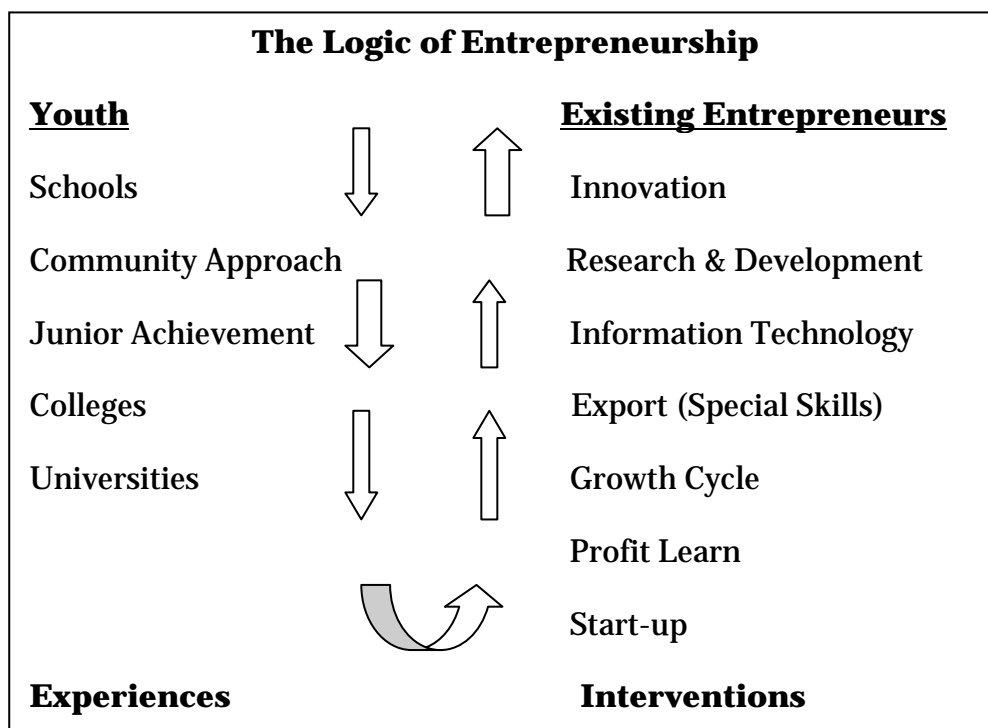 The Logic of Entrepreneurship
Youth
Schools
Community Approach
Junior Achievement
Colleges
Universities
Experiences
Existing Entrepreneurs
Innovation
Research & Development
Information Technology
Export (Special Skills)
Growth Cycle
Profit Learn
Start-up
Interventions